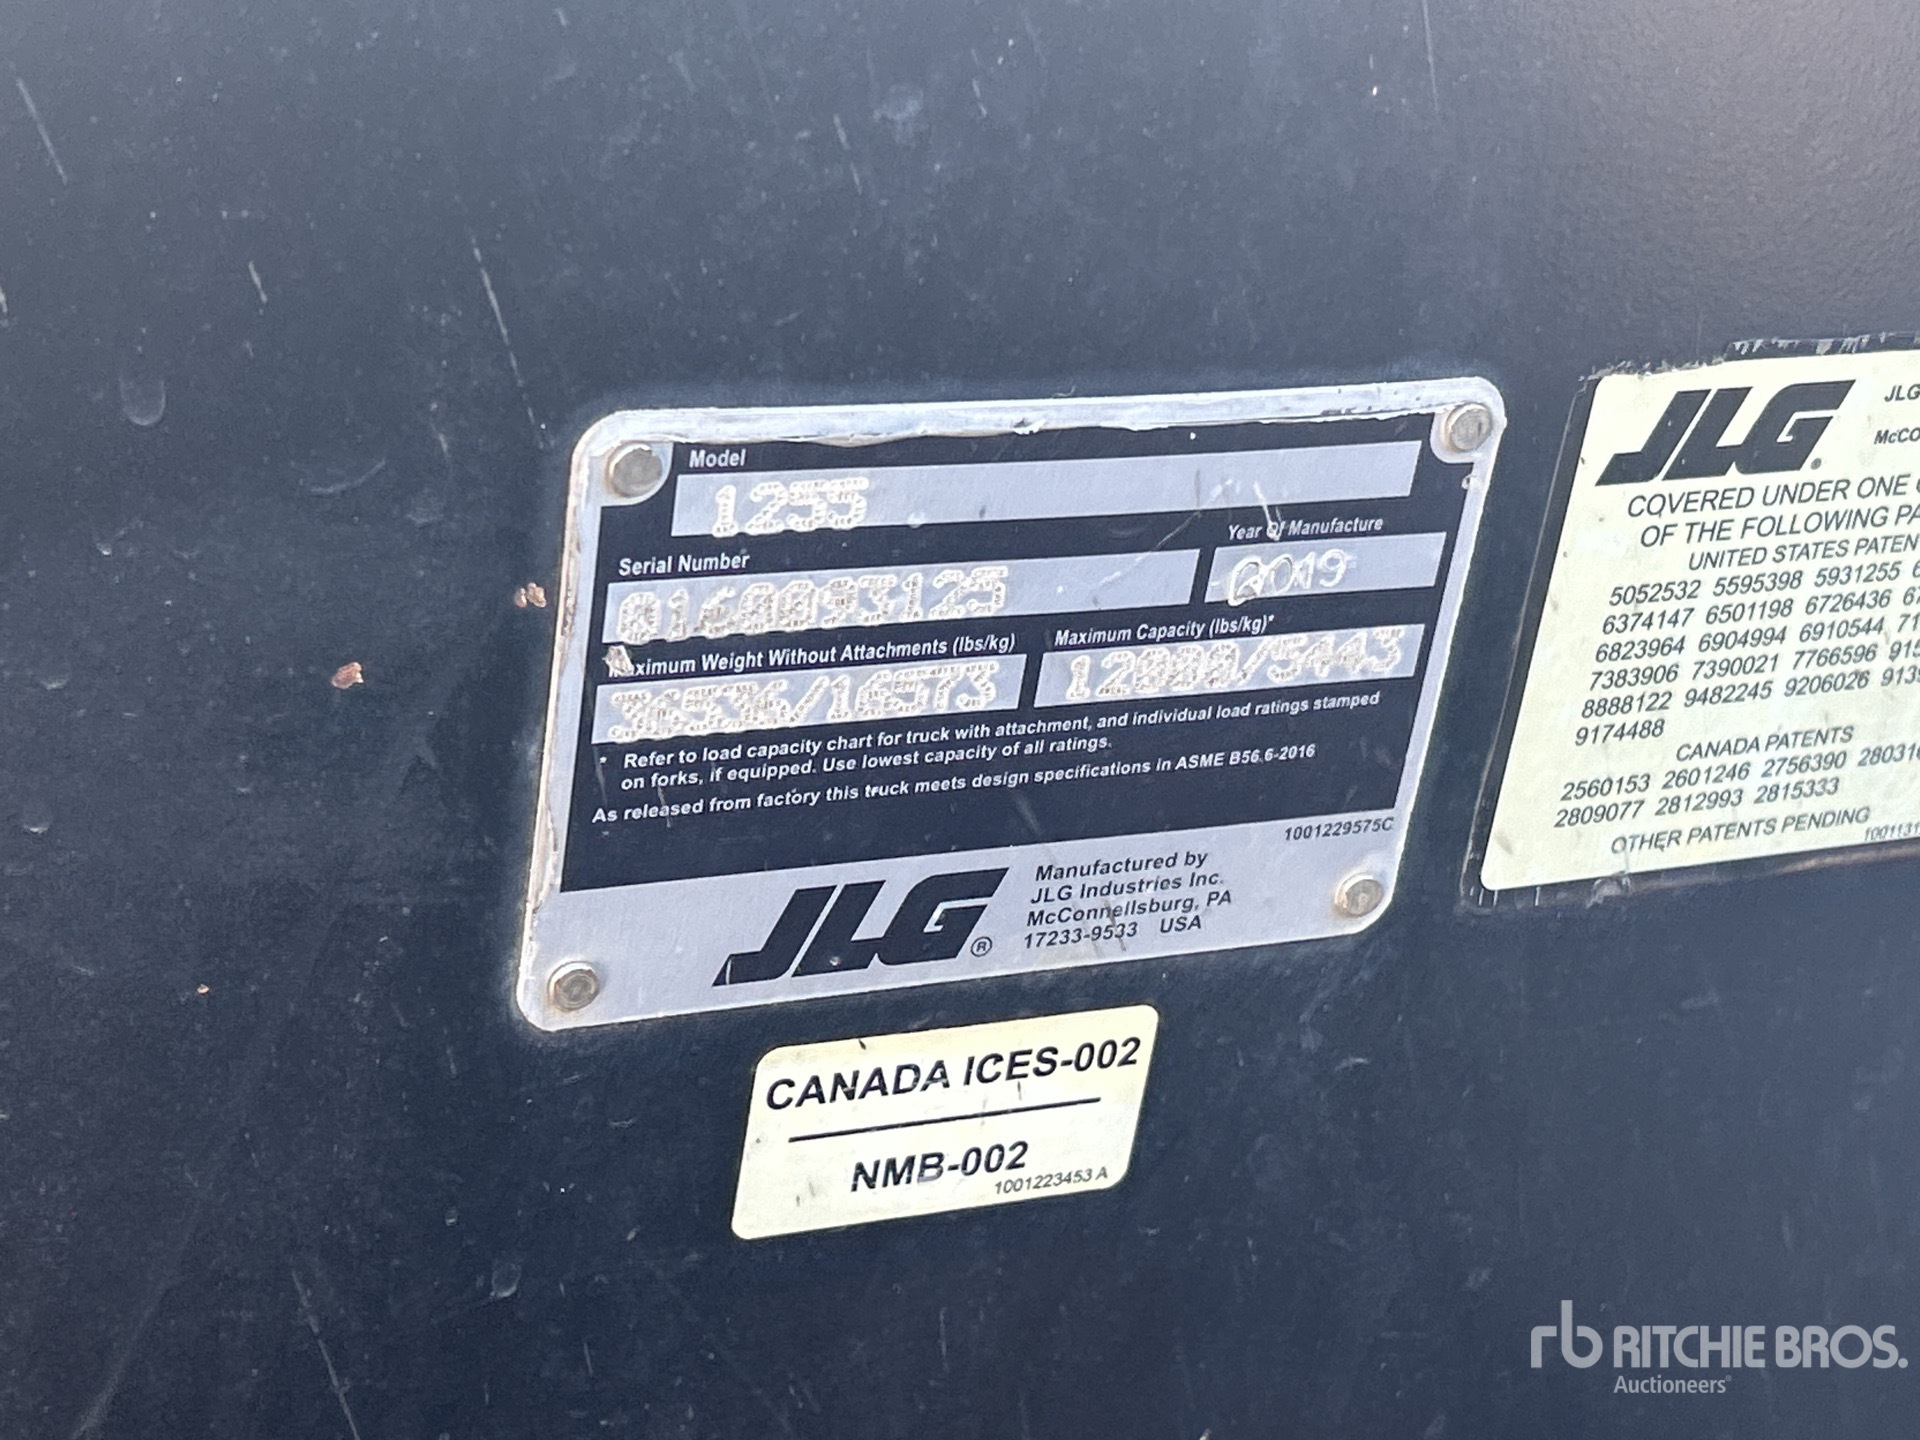 Model
1255
Serial Number
Year Of Manufacture
0160093125
2019
Maximum Weight Without Attachments (lbs/kg)
Maximum Capacity (lbs/kg)*
36536/16573
12000/5443
* Refer to load capacity chart for truck with attachment, and individual load ratings stamped
on forks, if equipped. Use lowest capacity of all ratings.
As released from factory this truck meets design specifications in ASME B56.6-2016
1001229575C
JLG®
Manufactured by
JLG Industries Inc.
McConnellsburg, PA
17233-9533 USA
CANADA ICES-002
NMB-002
1001223453 A
JLG
JLG
COVERED UNDER ONE
OF THE FOLLOWING
UNITED STATES
5052532 5595398 5931255
6374147 6501198 6726436
6823964 6904994 6910544
7383906 7390021 7766596
8888122 9482245 9206026
9174488
CANADA PATENTS
2560153 2601246 2756390
2809077 2812993 2815333
OTHER PATENTS PENDING
rb RITCHIE BROS.
Auctioneers